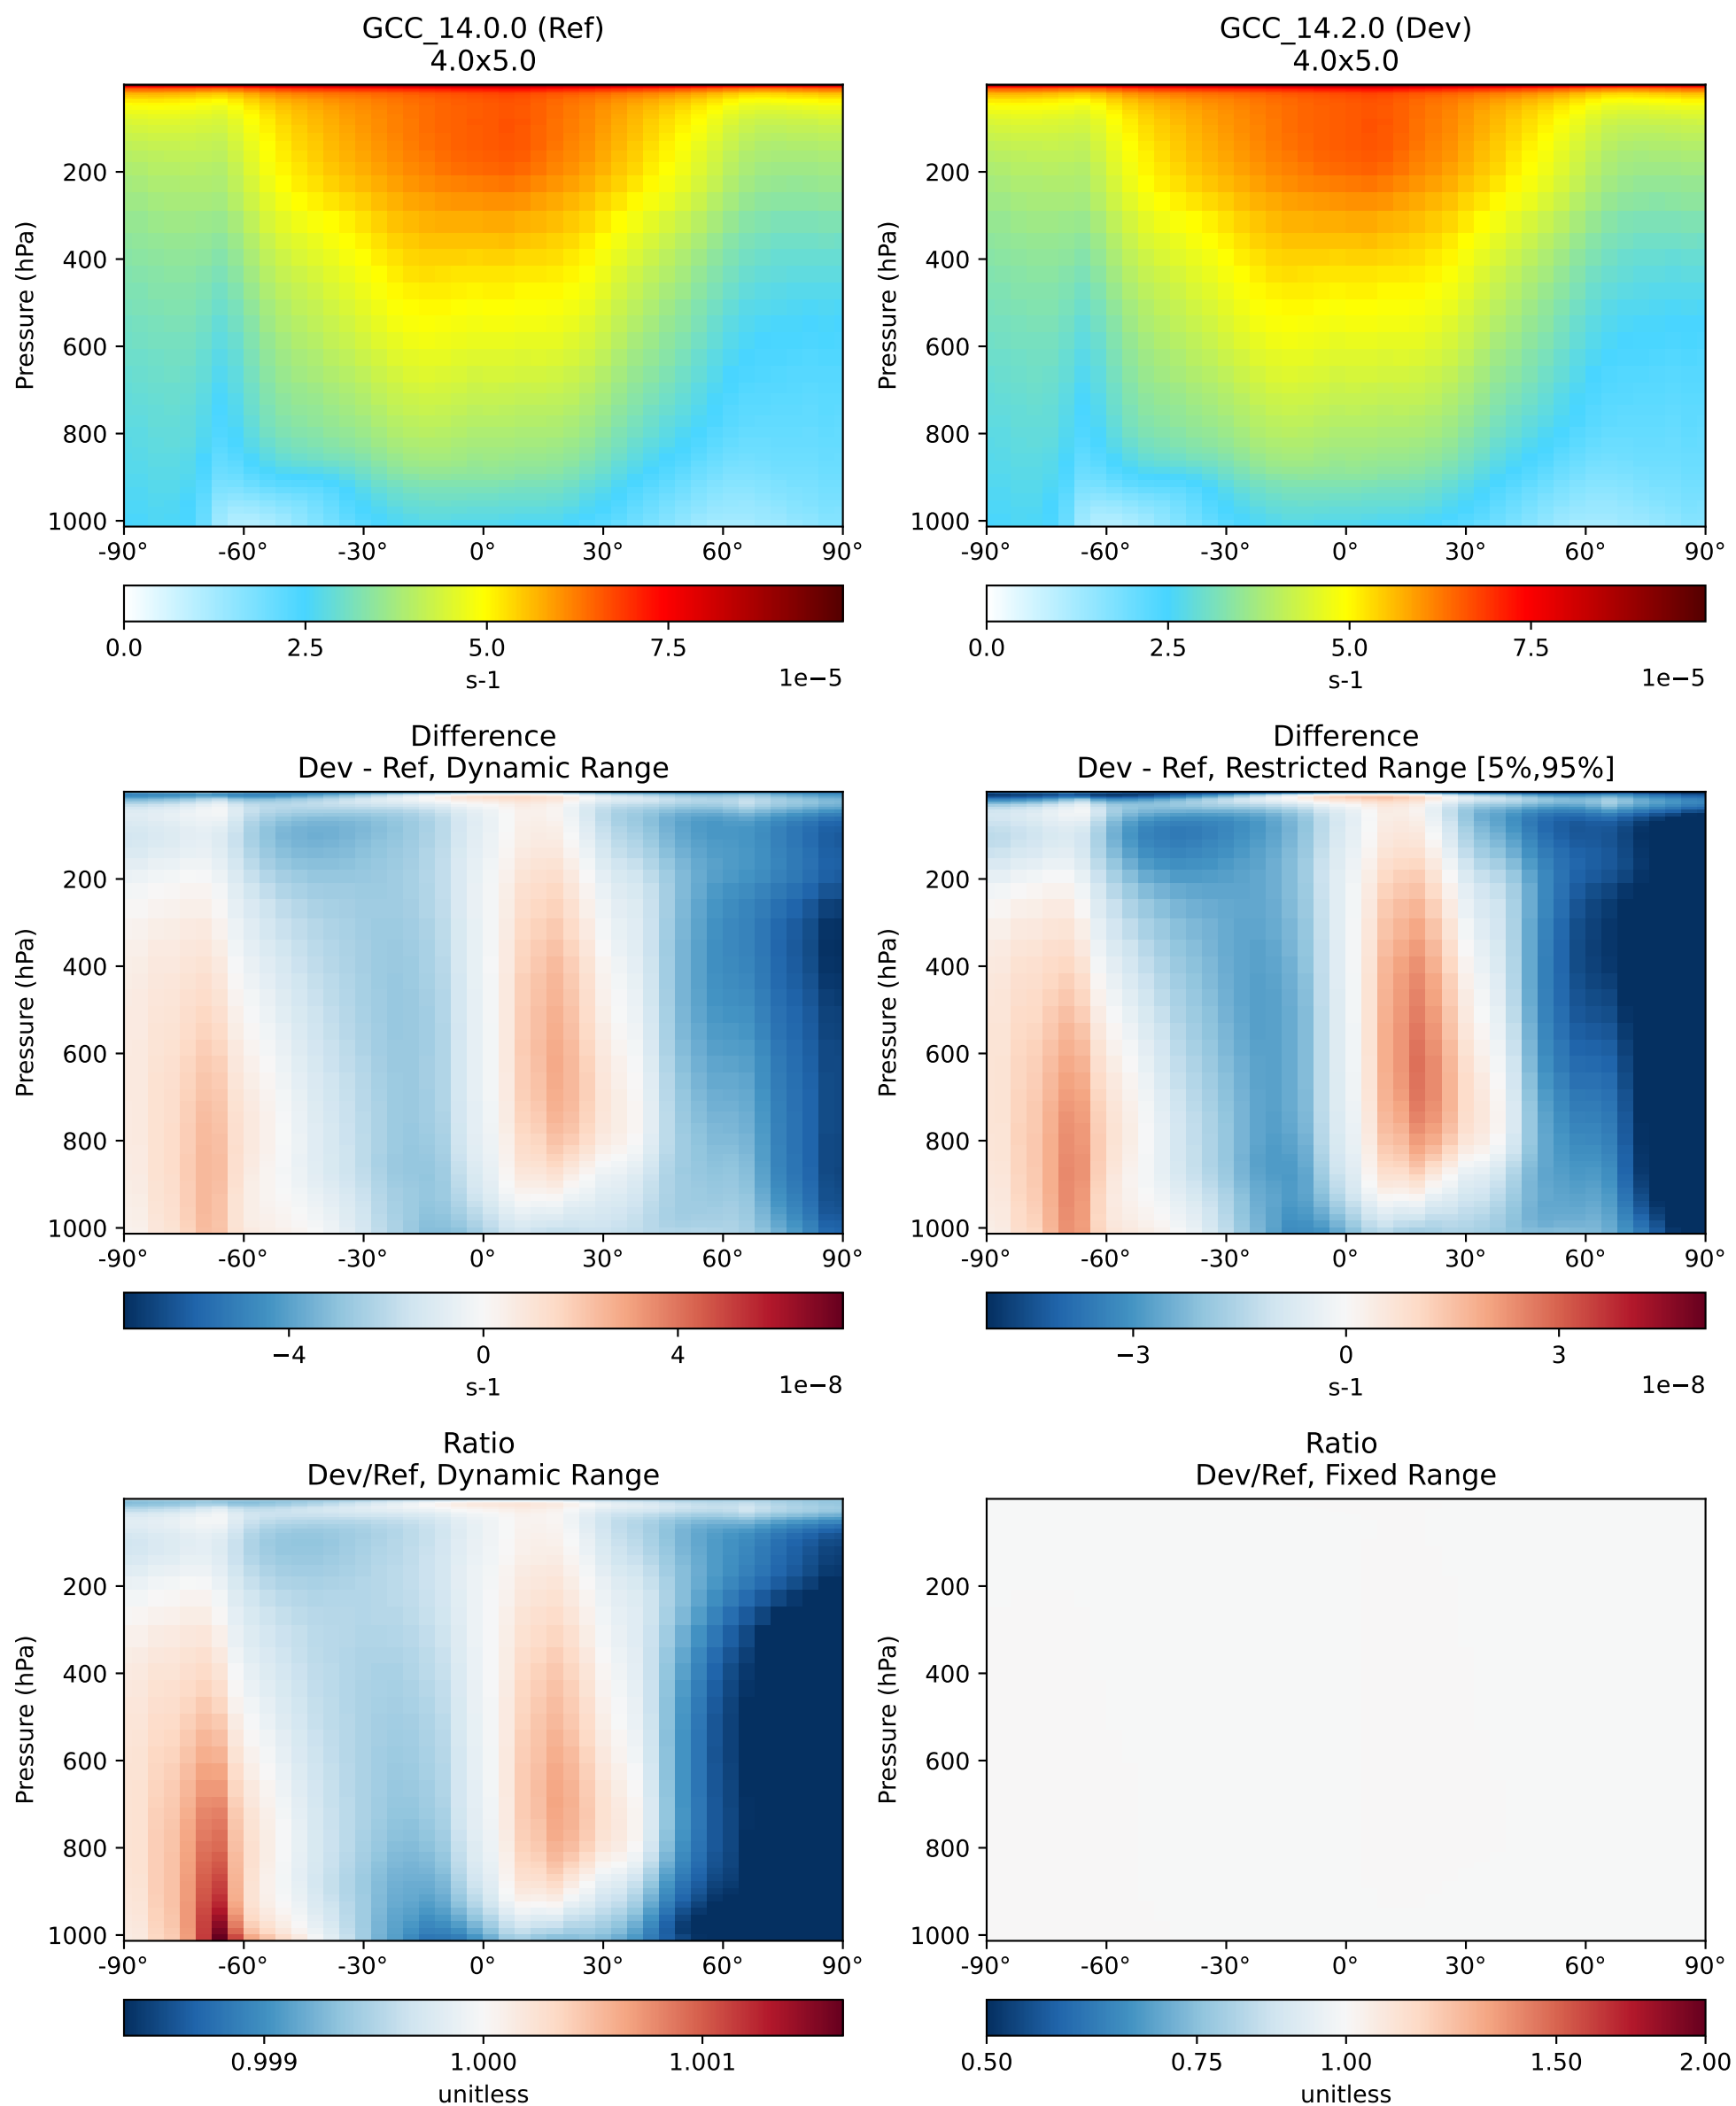 GCC_14.0.0 (Ref)
4.0x5.0
Pressure (hPa)
200
400
600
800
1000
-90° -60° -30° 0° 30° 60° 90°
0.0 2.5 5.0 7.5
s-1
1e−5
GCC_14.2.0 (Dev)
4.0x5.0
Pressure (hPa)
200
400
600
800
1000
-90° -60° -30° 0° 30° 60° 90°
0.0 2.5 5.0 7.5
s-1
1e−5
Difference
Dev - Ref, Dynamic Range
Pressure (hPa)
200
400
600
800
1000
-90° -60° -30° 0° 30° 60° 90°
−4 0 4
s-1
1e−8
Difference
Dev - Ref, Restricted Range [5%,95%]
Pressure (hPa)
200
400
600
800
1000
-90° -60° -30° 0° 30° 60° 90°
−3 0 3
s-1
1e−8
Ratio
Dev/Ref, Dynamic Range
Pressure (hPa)
200
400
600
800
1000
-90° -60° -30° 0° 30° 60° 90°
0.999 1.000 1.001
unitless
Ratio
Dev/Ref, Fixed Range
Pressure (hPa)
200
400
600
800
1000
-90° -60° -30° 0° 30° 60° 90°
0.50 0.75 1.00 1.50 2.00
unitless